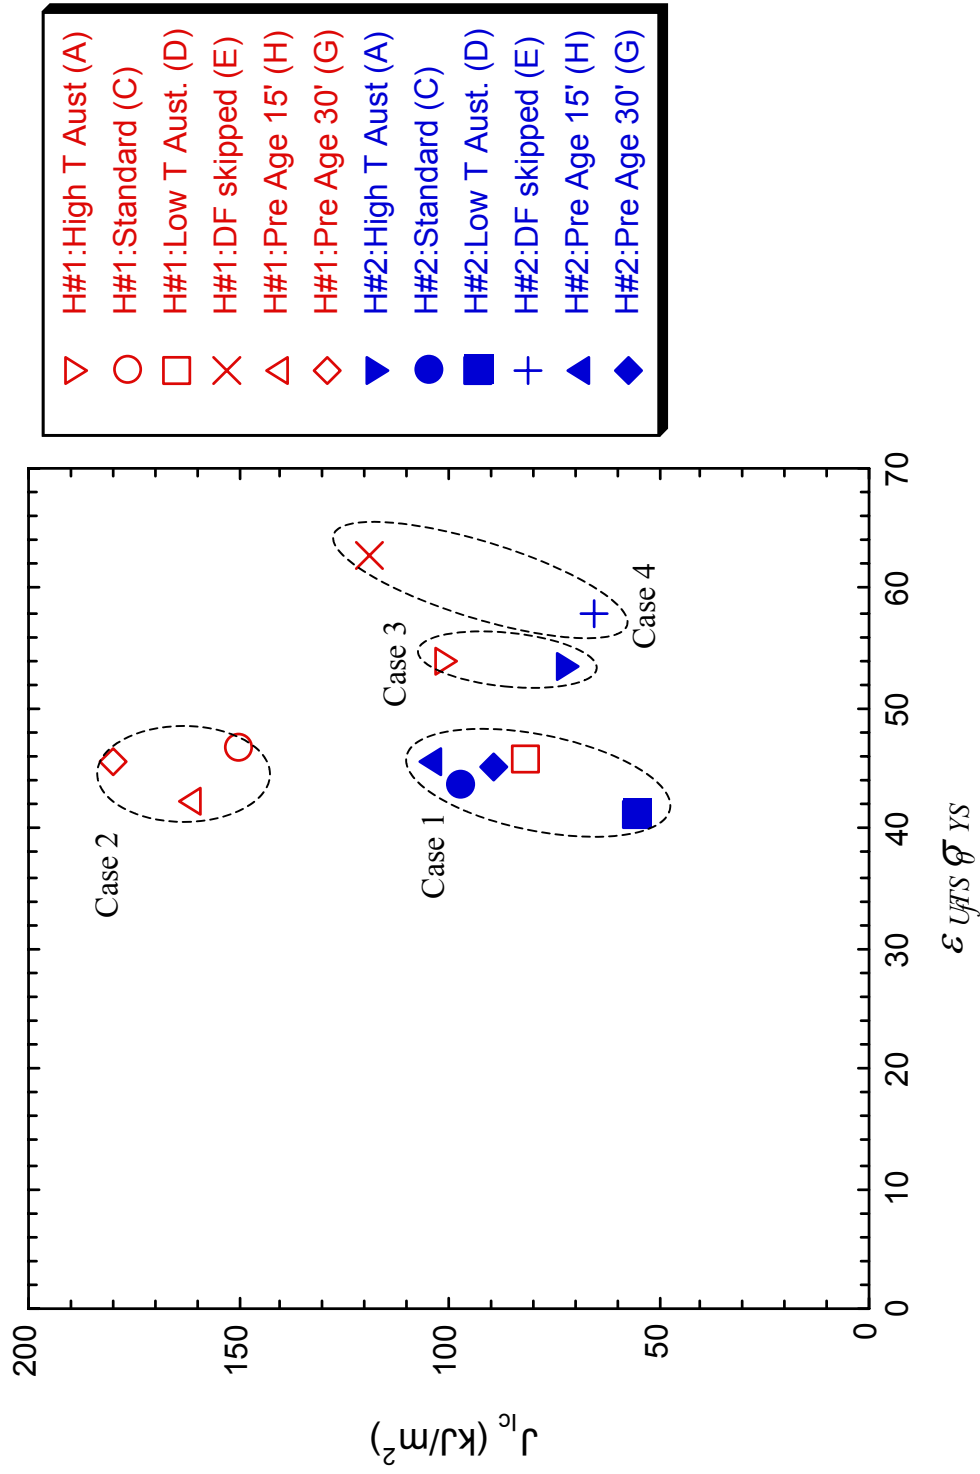 H#1:High T Aust (A)
H#1:Standard (C)
H#1:Low T Aust. (D)
H#1:DF skipped (E)
H#1:Pre Age 15' (H)
H#1:Pre Age 30' (G)
H#2:High T Aust (A)
H#2:Standard (C)
H#2:Low T Aust. (D)
H#2:DF skipped (E)
H#2:Pre Age 15' (H)
H#2:Pre Age 30' (G)
J_Ic (kJ/m²)
200
150
100
50
0
Case 2
Case 1
Case 3
Case 4
0
10
20
30
40
50
60
70